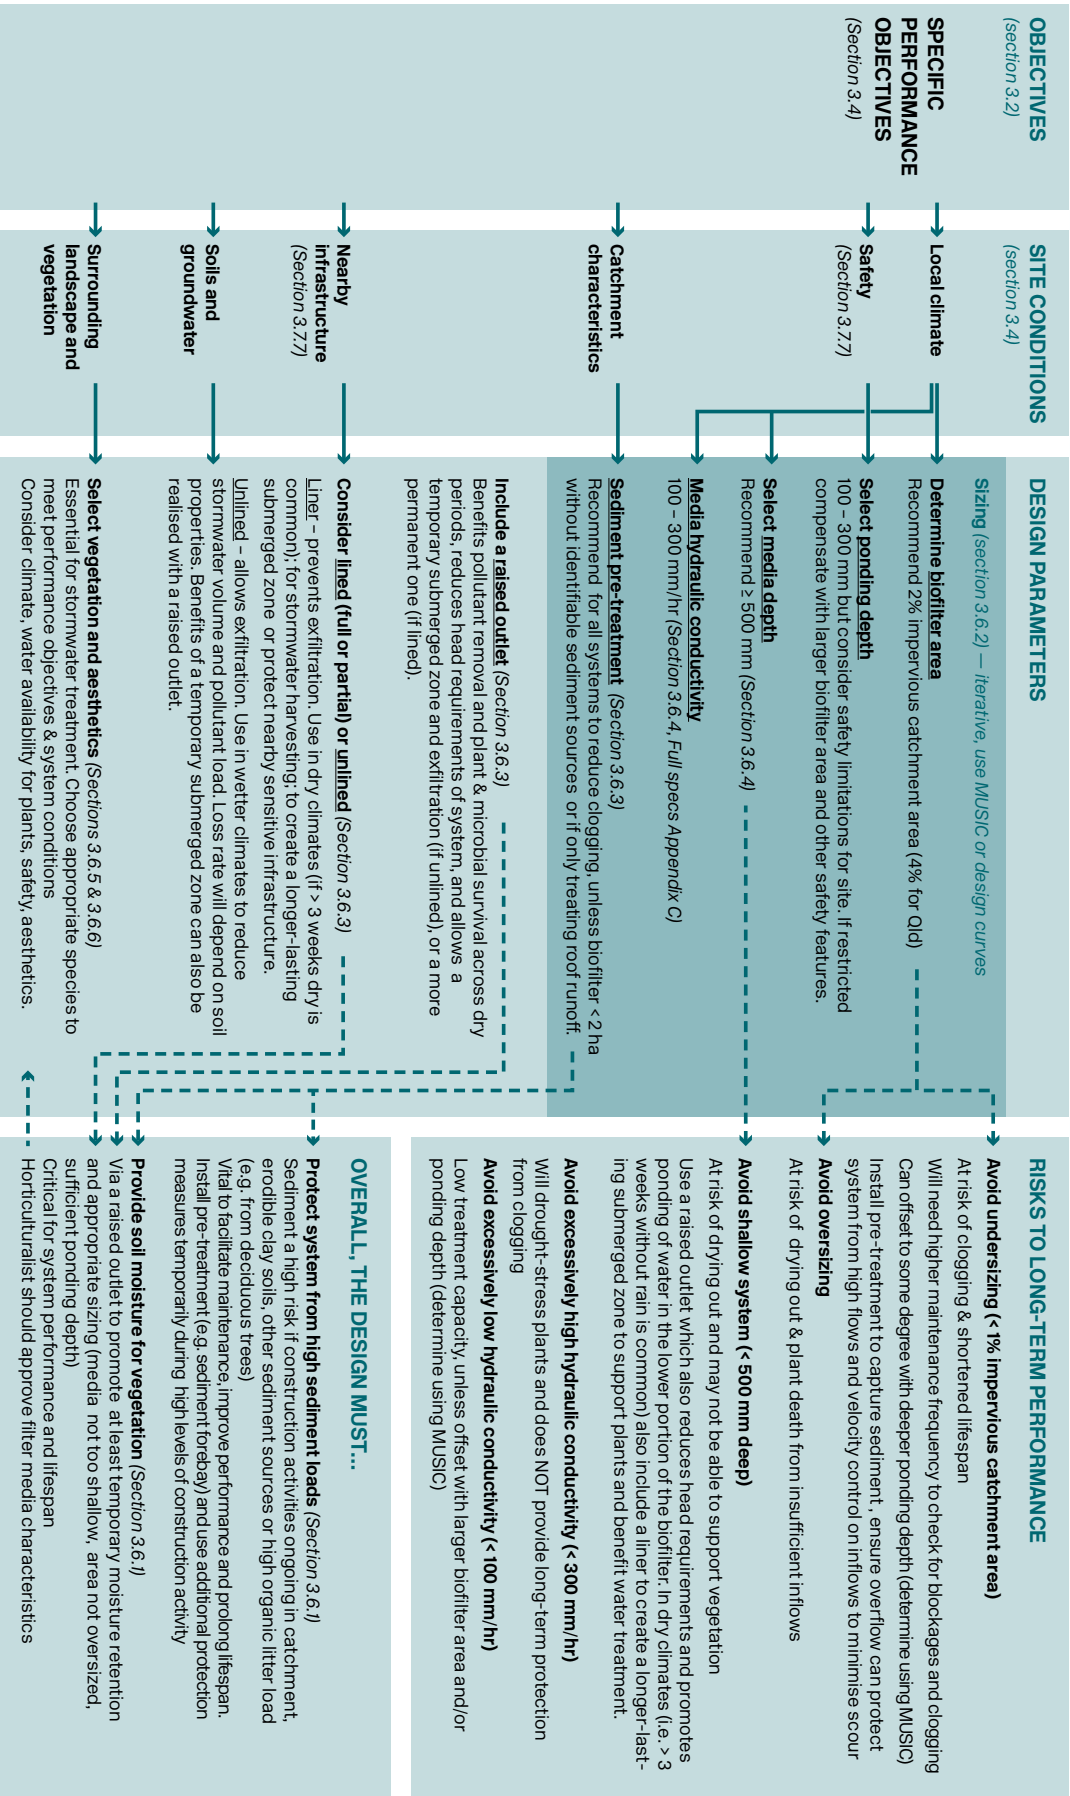 OBJECTIVES
(section 3.2)
SPECIFIC
PERFORMANCE
OBJECTIVES
(Section 3.4)
SITE CONDITIONS
(section 3.4)
Local climate
Safety
(Section 3.7.7)
Catchment
characteristics
Nearby
infrastructure
(Section 3.7.7)
Soils and
groundwater
Surrounding
landscape and
vegetation
DESIGN PARAMETERS
Sizing (section 3.6.2) — iterative, use MUSIC or design curves
Determine biofilter area
Recommend 2% impervious catchment area (4% for Qld)
Select ponding depth
100 – 300 mm but consider safety limitations for site. If restricted
compensate with larger biofilter area and other safety features.
Select media depth
Recommend ≥ 500 mm (Section 3.6.4)
Media hydraulic conductivity
100 – 300 mm/hr (Section 3.6.4, Full specs Appendix C)
Sediment pre-treatment (Section 3.6.3)
Recommend for all systems to reduce clogging, unless biofilter < 2 ha
without identifiable sediment sources or if only treating roof runoff.
Include a raised outlet (Section 3.6.3)
Benefits pollutant removal and plant & microbial survival across dry
periods, reduces head requirements of system, and allows a
temporary submerged zone and exfiltration (if unlined), or a more
permanent one (if lined).
Consider lined (full or partial) or unlined (Section 3.6.3)
Liner – prevents exfiltration. Use in dry climates (if > 3 weeks dry is
common); for stormwater harvesting; to create a longer-lasting
submerged zone or protect nearby sensitive infrastructure.
Unlined – allows exfiltration. Use in wetter climates to reduce
stormwater volume and pollutant load. Loss rate will depend on soil
properties. Benefits of a temporary submerged zone can also be
realised with a raised outlet.
Select vegetation and aesthetics (Sections 3.6.5 & 3.6.6)
Essential for stormwater treatment. Choose appropriate species to
meet performance objectives & system conditions
Consider climate, water availability for plants, safety, aesthetics.
RISKS TO LONG-TERM PERFORMANCE
Avoid undersizing (< 1% impervious catchment area)
At risk of clogging & shortened lifespan
Will need higher maintenance frequency to check for blockages and clogging
Can offset to some degree with deeper ponding depth (determine using MUSIC)
Install pre-treatment to capture sediment , ensure overflow can protect
system from high flows and velocity control on inflows to minimise scour
Avoid oversizing
At risk of drying out & plant death from insufficient inflows
Avoid shallow system (< 500 mm deep)
At risk of drying out and may not be able to support vegetation
Use a raised outlet which also reduces head requirements and promotes
ponding of water in the lower portion of the biofilter. In dry climates (i.e. > 3
weeks without rain is common) also include a liner to create a longer-last-
ing submerged zone to support plants and benefit water treatment.
Avoid excessively high hydraulic conductivity (< 300 mm/hr)
Will drought-stress plants and does NOT provide long-term protection
from clogging
Avoid excessively low hydraulic conductivity (< 100 mm/hr)
Low treatment capacity, unless offset with larger biofilter area and/or
ponding depth (determine using MUSIC)
OVERALL, THE DESIGN MUST...
Protect system from high sediment loads (Section 3.6.1)
Sediment a high risk if construction activities ongoing in catchment,
erodible clay soils, other sediment sources or high organic litter load
(e.g. from deciduous trees)
Vital to facilitate maintenance, improve performance and prolong lifespan.
Install pre-treatment (e.g. sediment forebay) and use additional protection
measures temporarily during high levels of construction activity
Provide soil moisture for vegetation (Section 3.6.1)
Via a raised outlet to promote at least temporary moisture retention
and appropriate sizing (media not too shallow, area not oversized,
sufficient ponding depth)
Critical for system performance and lifespan
Horticulturalist should approve filter media characteristics